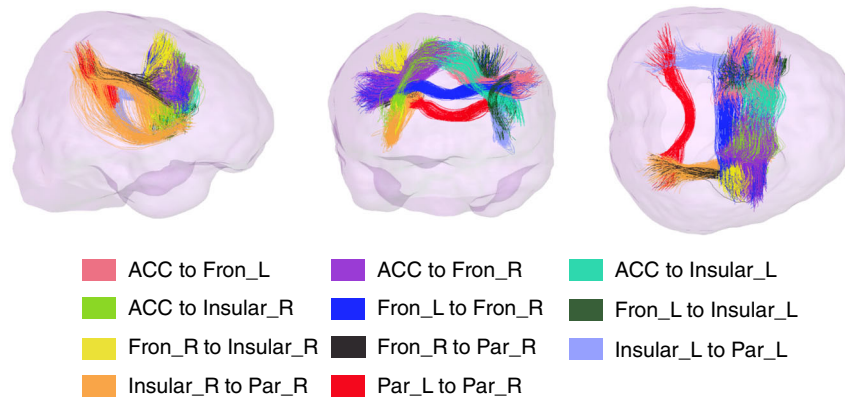 ACC to Fron_L
ACC to Fron_R
ACC to Insular_L
ACC to Insular_R
Fron_L to Fron_R
Fron_L to Insular_L
Fron_R to Insular_R
Fron_R to Par_R
Insular_L to Par_L
Insular_R to Par_R
Par_L to Par_R